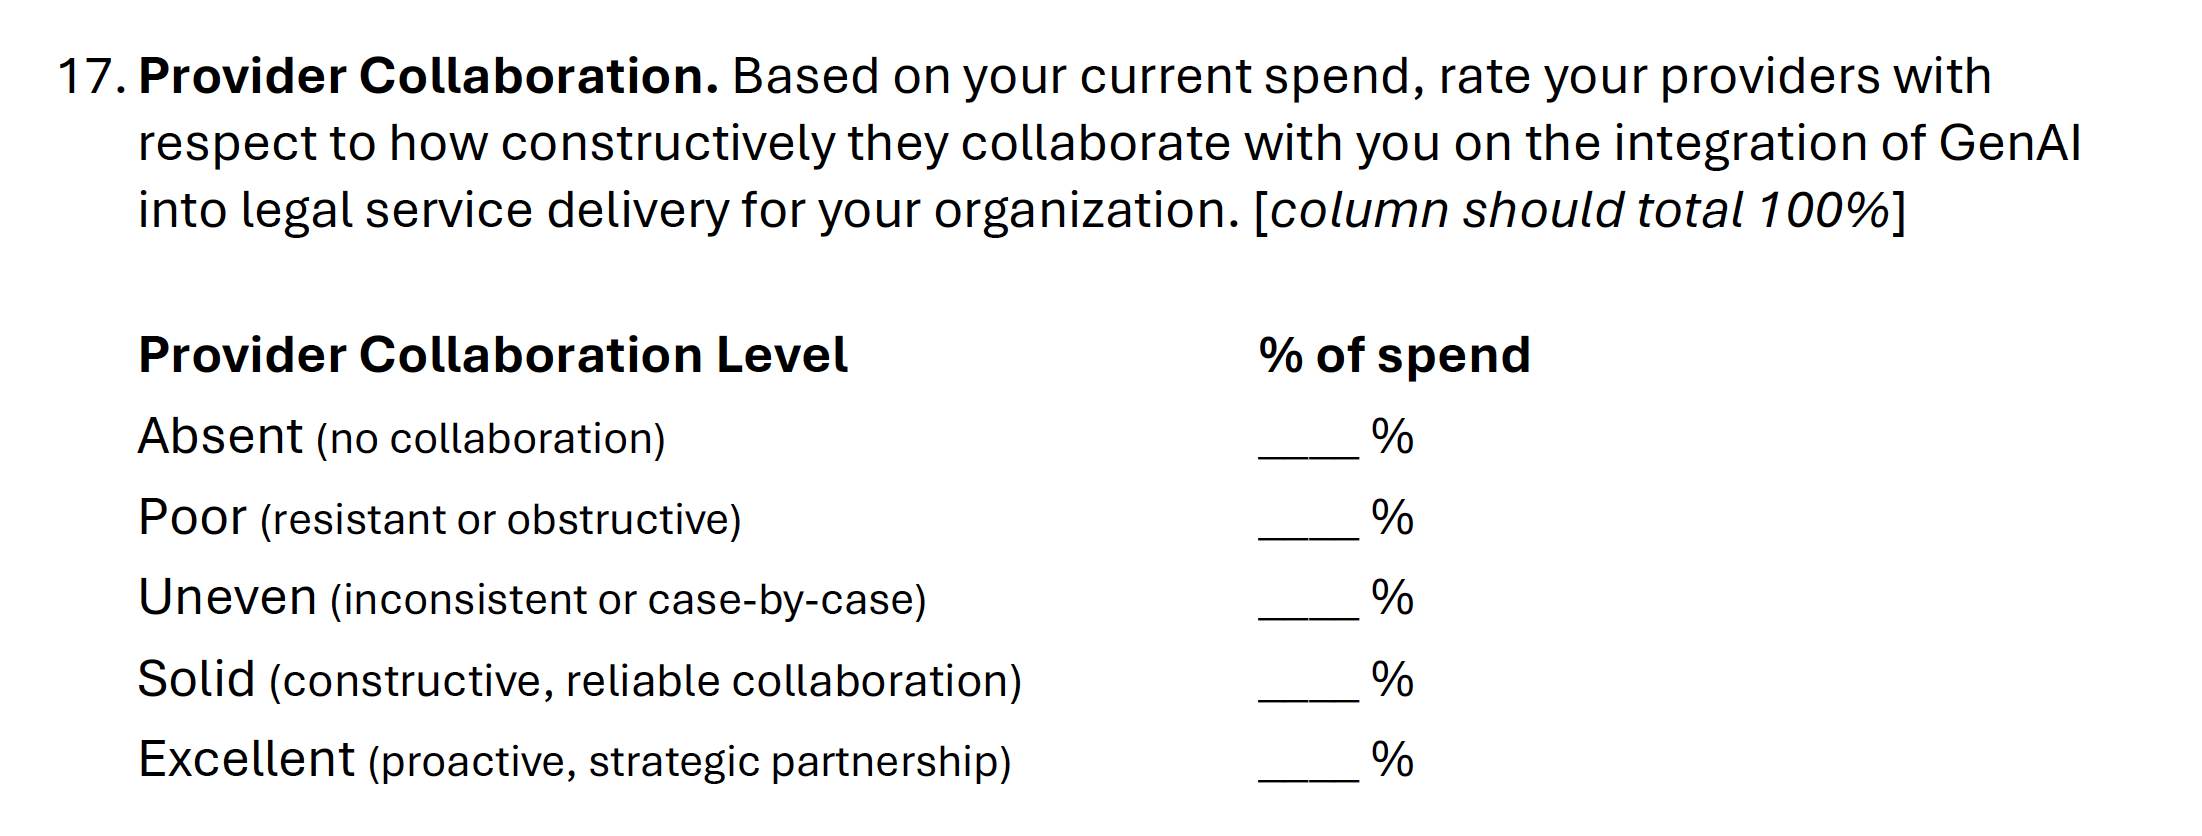 17. Provider Collaboration. Based on your current spend, rate your providers with
respect to how constructively they collaborate with you on the integration of GenAI
into legal service delivery for your organization. [column should total 100%]
Provider Collaboration Level % of spend
Absent (no collaboration) ____ %
Poor (resistant or obstructive) ____ %
Uneven (inconsistent or case-by-case) ____ %
Solid (constructive, reliable collaboration) ____ %
Excellent (proactive, strategic partnership) ____ %